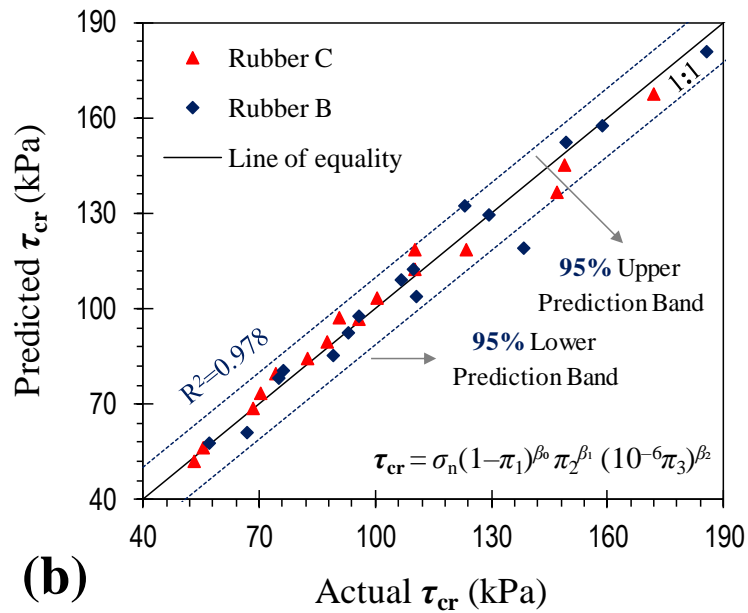 190
160
130
100
70
40
Predicted τcr (kPa)
Rubber C
Rubber B
Line of equality
1:1
95% Upper
Prediction Band
95% Lower
Prediction Band
R²=0.978
τcr = σn(1–π1)^β0 π2^β1 (10⁻⁶π3)^β2
40 70 100 130 160 190
(b)
Actual τcr (kPa)